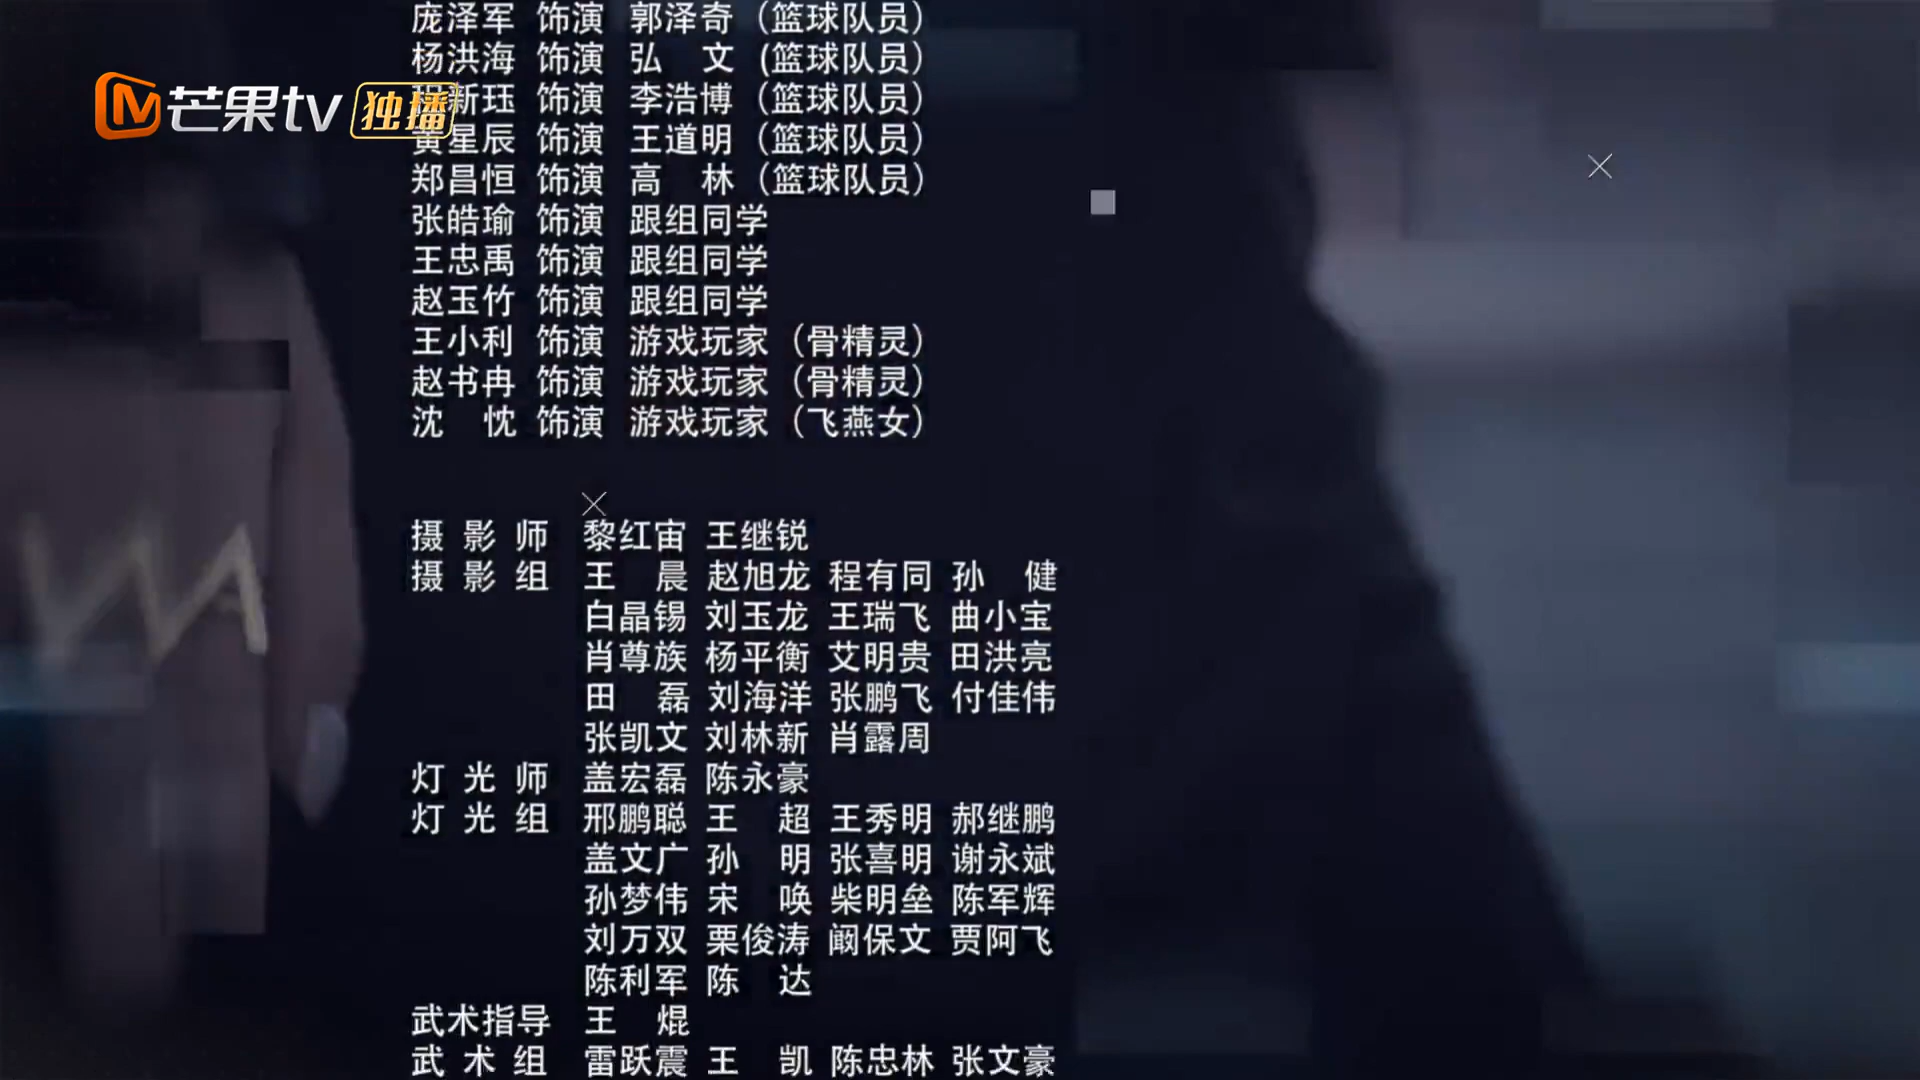 庞泽军 饰演 郭泽奇（篮球队员）
杨洪海 饰演 弘 文（篮球队员）
芒果tv 独播
新珏 饰演 李浩博（篮球队员）
黄星辰 饰演 王道明（篮球队员）
郑昌恒 饰演 高 林（篮球队员）
张皓瑜 饰演 跟组同学
王忠禹 饰演 跟组同学
赵玉竹 饰演 跟组同学
王小利 饰演 游戏玩家（骨精灵）
赵书冉 饰演 游戏玩家（骨精灵）
沈 忱 饰演 游戏玩家（飞燕女）
摄影师 黎红宙 王继锐
摄影组 王 晨 赵旭龙 程有同 孙 健
白晶锡 刘玉龙 王瑞飞 曲小宝
肖尊族 杨平衡 艾明贵 田洪亮
田 磊 刘海洋 张鹏飞 付佳伟
张凯文 刘林新 肖露周
灯光师 盖宏磊 陈永豪
灯光组 邢鹏聪 王 超 王秀明 郝继鹏
盖文广 孙 明 张喜明 谢永斌
孙梦伟 宋 唤 柴明垒 陈军辉
刘万双 栗俊涛 阚保文 贾阿飞
陈利军 陈 达
武术指导 王 焜
武术组 雷跃震 王 凯 陈忠林 张文豪